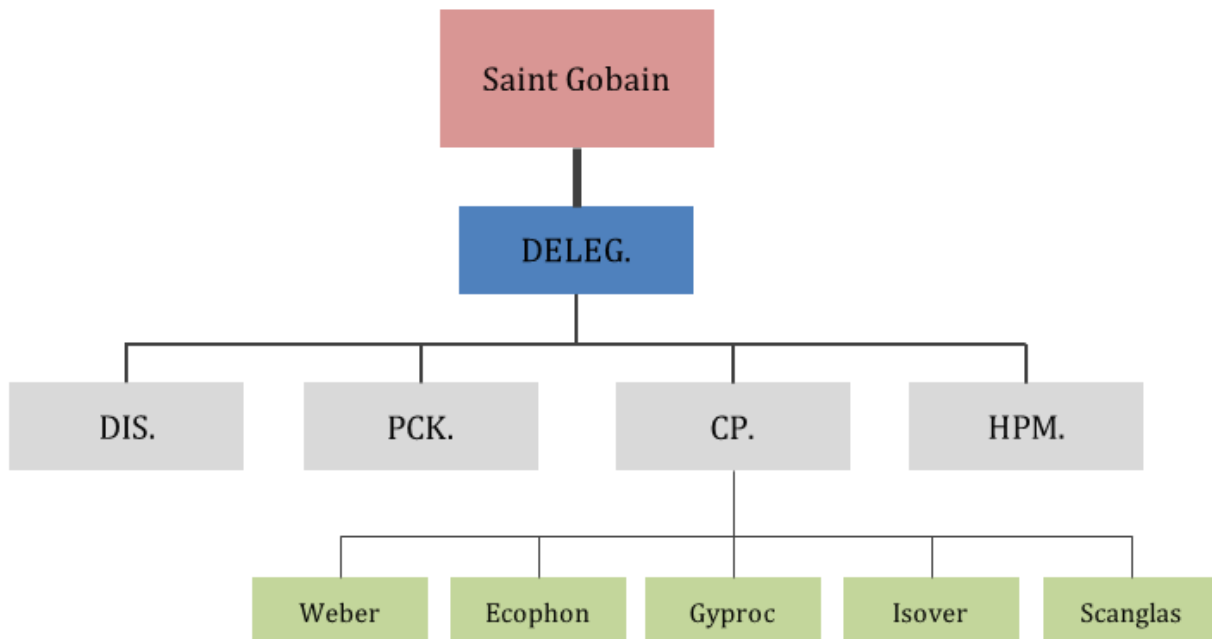 Saint Gobain
DELEG.
DIS.
PCK.
CP.
HPM.
Weber
Ecophon
Gyproc
Isover
Scanglas